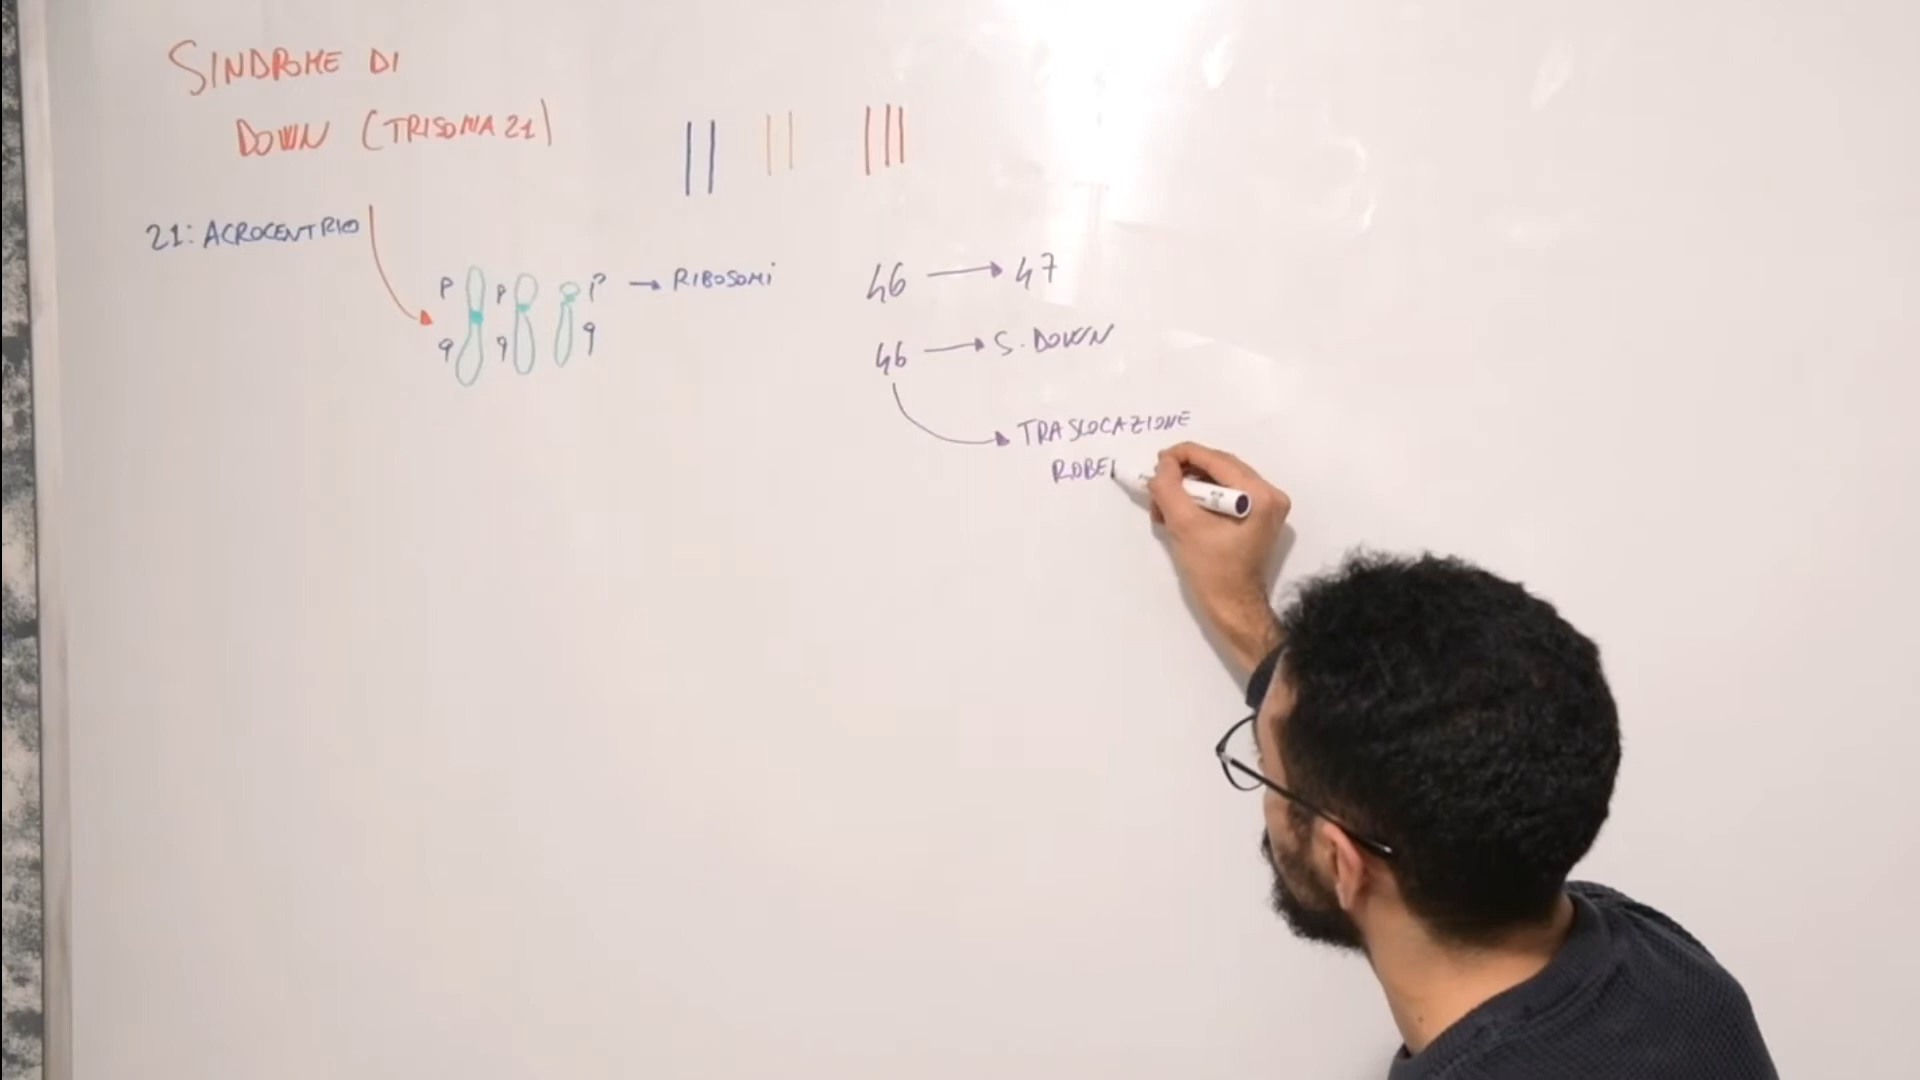 SINDROME DI
DOWN (TRISOMIA 21)
21: ACROCENTRIO
P P P → RIBOSOMI
q q q
46 → 47
46 → S. DOWN
TRASLOCAZIONE
ROBE